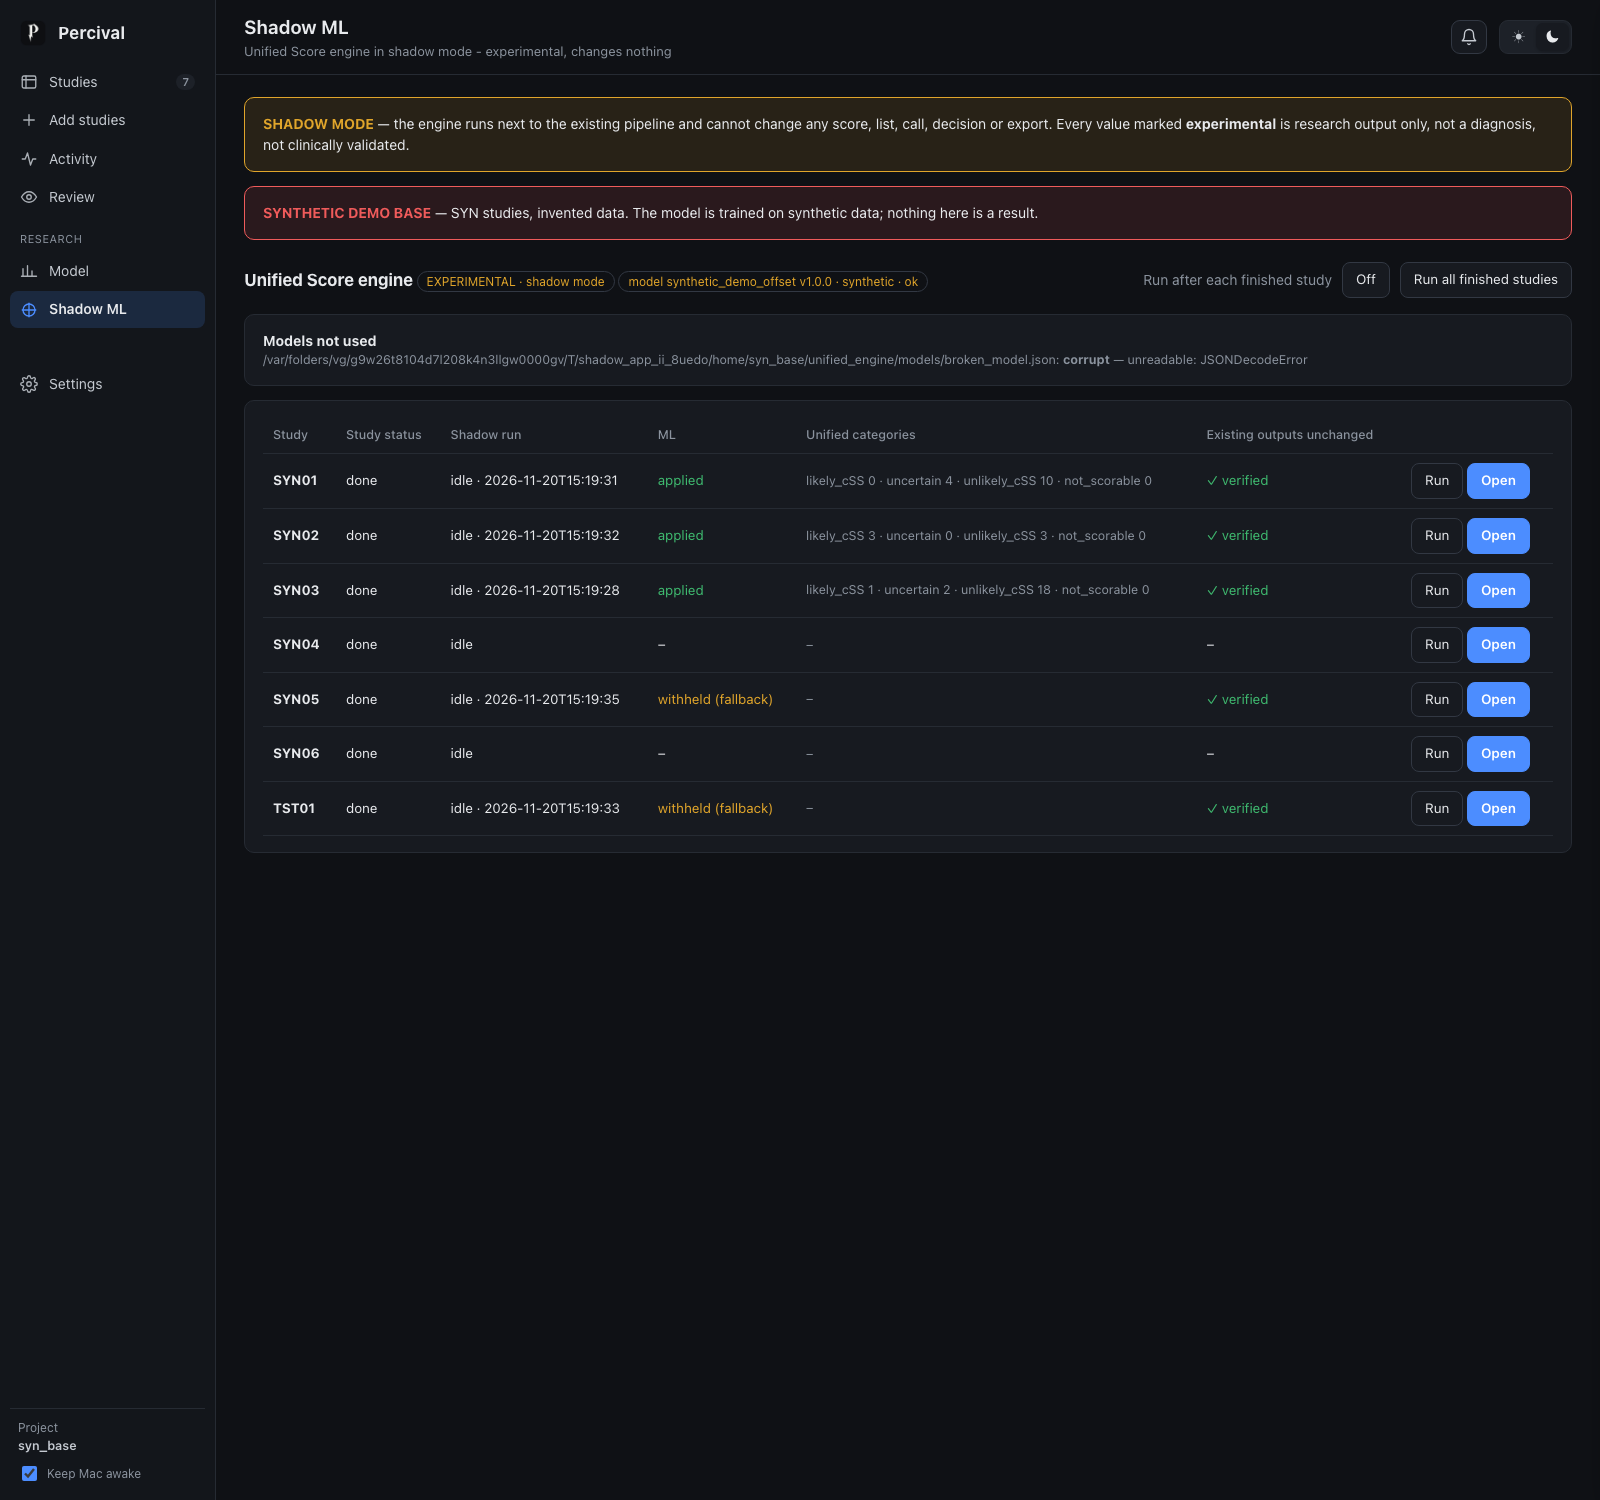 Percival
Studies 7
Add studies
Activity
Review
RESEARCH
Model
Shadow ML
Settings
Project
syn_base
Keep Mac awake
Shadow ML
Unified Score engine in shadow mode - experimental, changes nothing
SHADOW MODE — the engine runs next to the existing pipeline and cannot change any score, list, call, decision or export. Every value marked experimental is research output only, not a diagnosis,
not clinically validated.
SYNTHETIC DEMO BASE — SYN studies, invented data. The model is trained on synthetic data; nothing here is a result.
Unified Score engine EXPERIMENTAL · shadow mode model synthetic_demo_offset v1.0.0 · synthetic · ok Run after each finished study Off Run all finished studies
Models not used
/var/folders/vg/g9w26t8104d7l208k4n3llgw0000gv/T/shadow_app_ii_8uedo/home/syn_base/unified_engine/models/broken_model.json: corrupt — unreadable: JSONDecodeError
Study Study status Shadow run ML Unified categories Existing outputs unchanged
SYN01 done idle · 2026-11-20T15:19:31 applied likely_cSS 0 · uncertain 4 · unlikely_cSS 10 · not_scorable 0 ✓ verified Run Open
SYN02 done idle · 2026-11-20T15:19:32 applied likely_cSS 3 · uncertain 0 · unlikely_cSS 3 · not_scorable 0 ✓ verified Run Open
SYN03 done idle · 2026-11-20T15:19:28 applied likely_cSS 1 · uncertain 2 · unlikely_cSS 18 · not_scorable 0 ✓ verified Run Open
SYN04 done idle – – – Run Open
SYN05 done idle · 2026-11-20T15:19:35 withheld (fallback) – ✓ verified Run Open
SYN06 done idle – – – Run Open
TST01 done idle · 2026-11-20T15:19:33 withheld (fallback) – ✓ verified Run Open